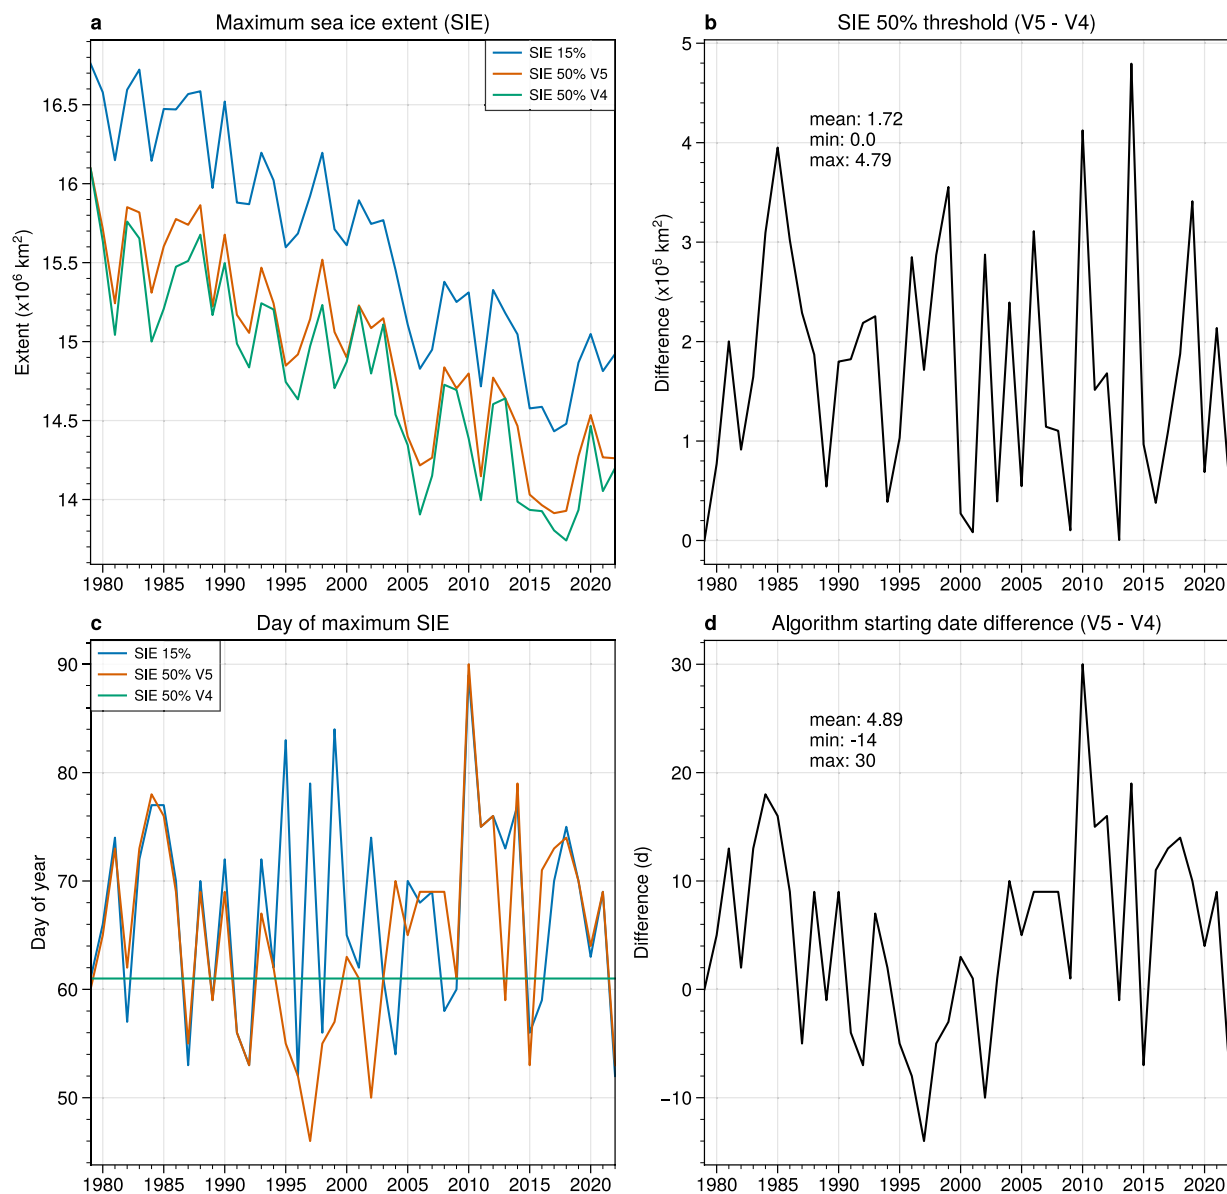 a Maximum sea ice extent (SIE)
SIE 15%
SIE 50% V5
SIE 50% V4
Extent (x10⁶ km²)
16.5
16
15.5
15
14.5
14
1980 1985 1990 1995 2000 2005 2010 2015 2020
b SIE 50% threshold (V5 - V4)
mean: 1.72
min: 0.0
max: 4.79
Difference (x10⁵ km²)
5
4
3
2
1
0
1980 1985 1990 1995 2000 2005 2010 2015 2020
c Day of maximum SIE
SIE 15%
SIE 50% V5
SIE 50% V4
Day of year
90
80
70
60
50
1980 1985 1990 1995 2000 2005 2010 2015 2020
d Algorithm starting date difference (V5 - V4)
mean: 4.89
min: -14
max: 30
Difference (d)
30
20
10
0
−10
1980 1985 1990 1995 2000 2005 2010 2015 2020